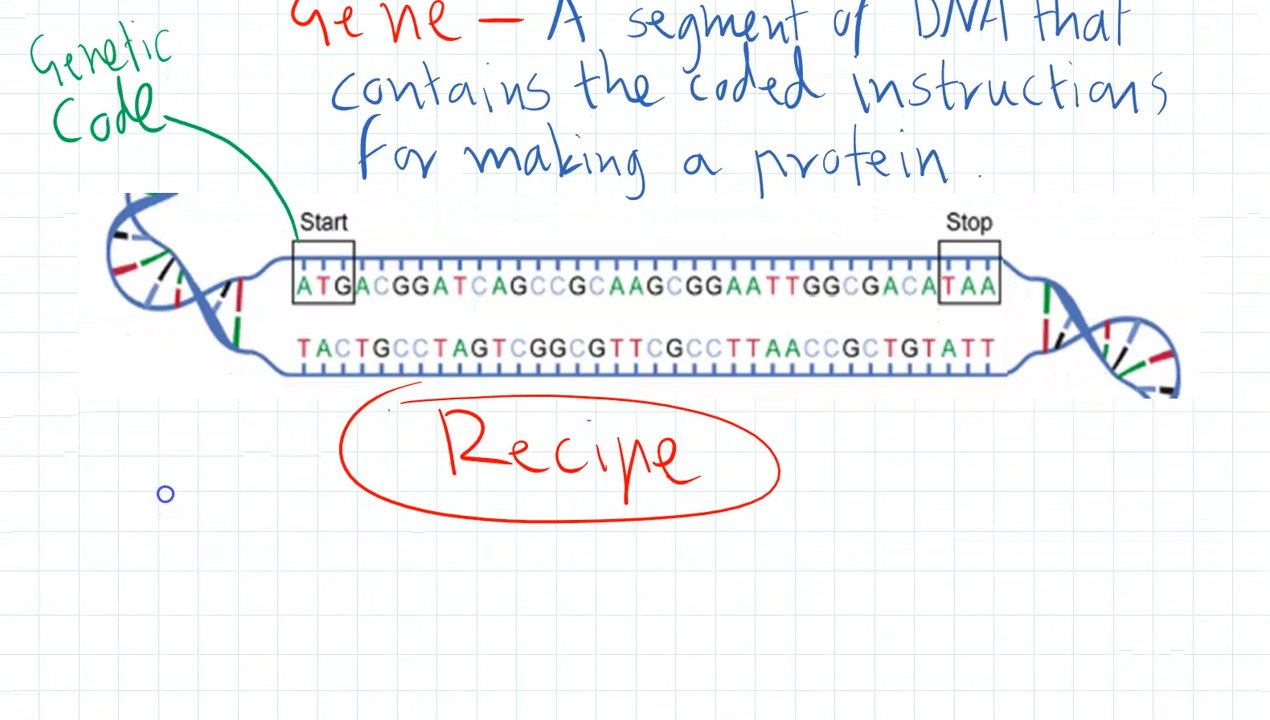 Gene – A segment of DNA that
Genetic
Code
contains the coded instructions
for making a protein.
Start
Stop
ATGACGGATCAGCCGCAAGCGGAATTGGCGACATAA
TACTGCCTAGTCGGCGTTCGCCTTAACCGCTGTATT
Recipe